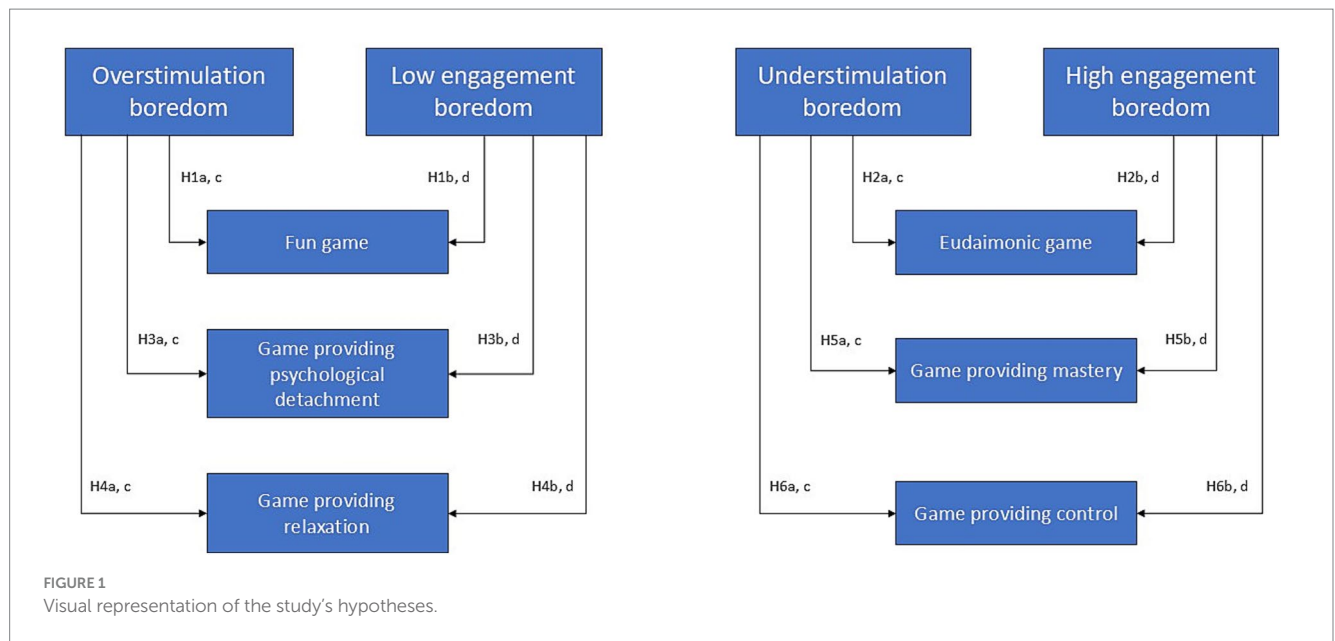 Overstimulation
boredom
Low engagement
boredom
Understimulation
boredom
High engagement
boredom
H1a, c
H1b, d
H2a, c
H2b, d
Fun game
Eudaimonic game
H3a, c
H3b, d
H5a, c
H5b, d
Game providing
psychological
detachment
Game providing mastery
H4a, c
H4b, d
H6a, c
H6b, d
Game providing
relaxation
Game providing control
FIGURE 1
Visual representation of the study's hypotheses.